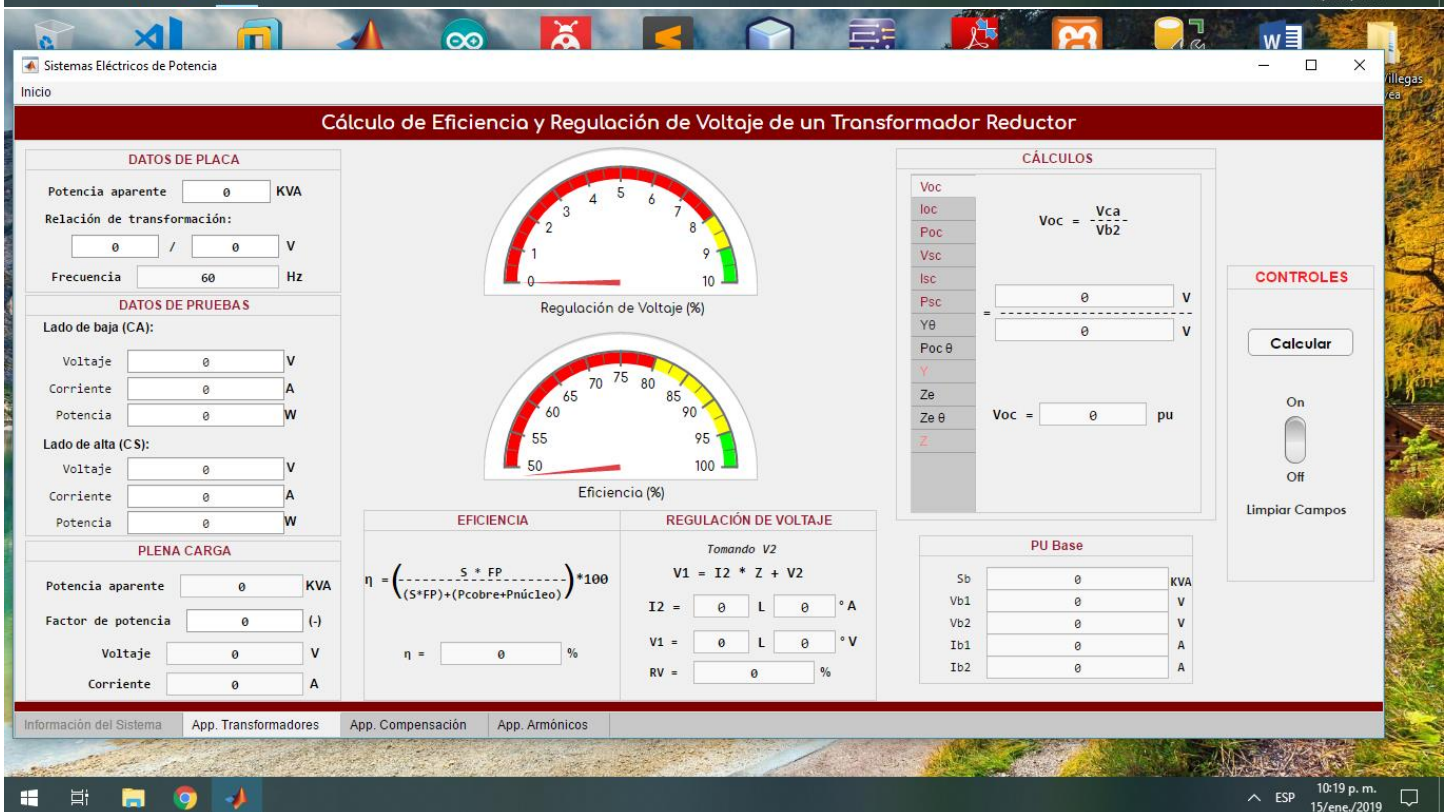 Sistemas Eléctricos de Potencia
Inicio
Cálculo de Eficiencia y Regulación de Voltaje de un Transformador Reductor
DATOS DE PLACA
Potencia aparente 0 KVA
Relación de transformación:
0 / 0 V
Frecuencia 60 Hz
DATOS DE PRUEBAS
Lado de baja (CA):
Voltaje 0 V
Corriente 0 A
Potencia 0 W
Lado de alta (CS):
Voltaje 0 V
Corriente 0 A
Potencia 0 W
PLENA CARGA
Potencia aparente 0 KVA
Factor de potencia 0 (-)
Voltaje 0 V
Corriente 0 A
0 1 2 3 4 5 6 7 8 9 10
Regulación de Voltaje (%)
50 55 60 65 70 75 80 85 90 95 100
Eficiencia (%)
EFICIENCIA
η = (S * FP / (S*FP)+(Pcobre+Pnúcleo))*100
η = 0 %
REGULACIÓN DE VOLTAJE
Tomando V2
V1 = I2 * Z + V2
I2 = 0 L 0 ° A
V1 = 0 L 0 ° V
RV = 0 %
CÁLCULOS
Voc
Ioc
Poc
Vsc
Isc
Psc
Yθ
Poc θ
Y
Ze
Ze θ
Z
Voc = Vca
Vb2
= 0 V
0 V
Voc = 0 pu
PU Base
Sb 0 KVA
Vb1 0 V
Vb2 0 V
Ib1 0 A
Ib2 0 A
CONTROLES
Calcular
On
Off
Limpiar Campos
Información del Sistema App. Transformadores App. Compensación App. Armónicos
illegas
ESP
10:19 p. m.
15/ene./2019